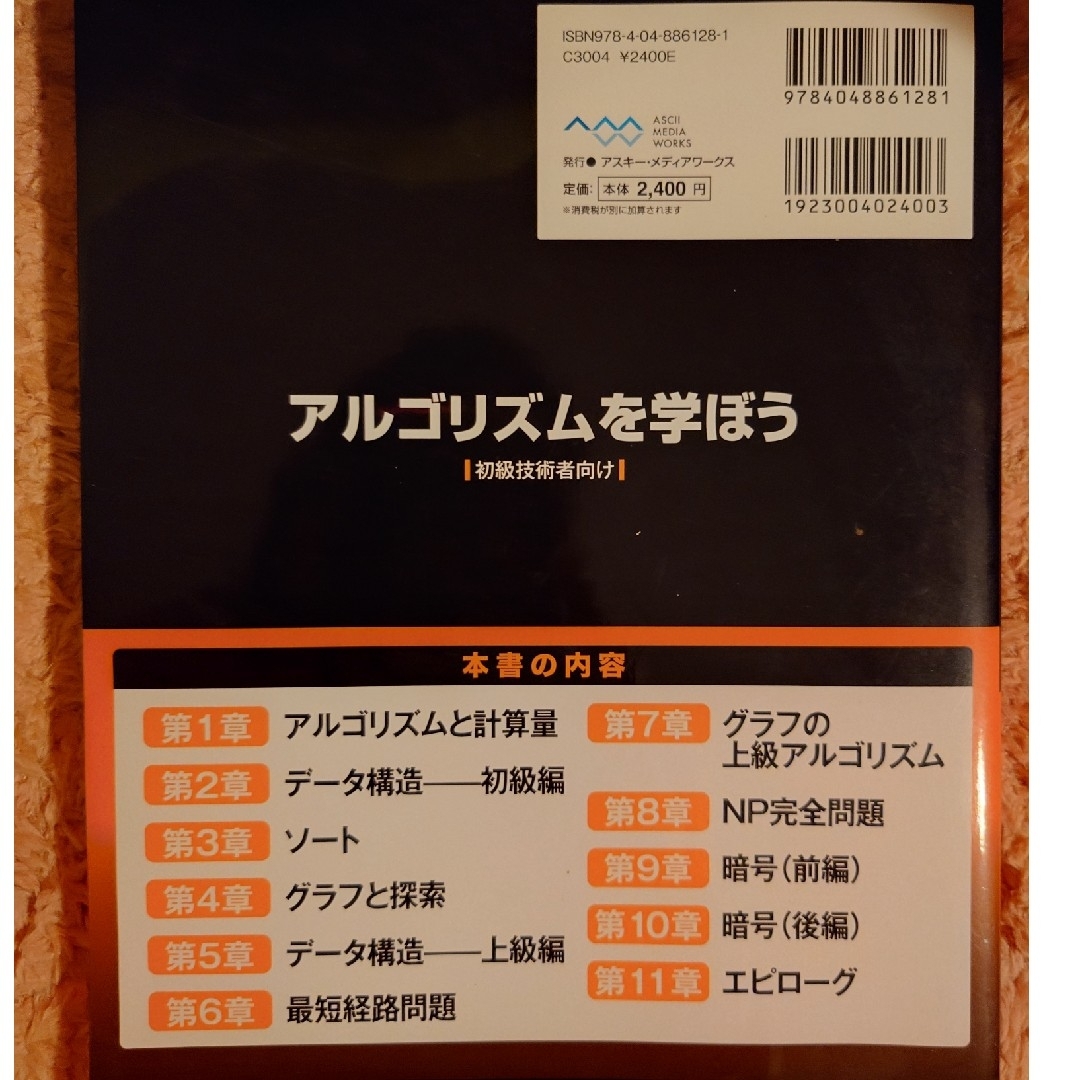 ISBN978-4-04-886128-1
C3004 ¥2400E
9784048861281
ASCII
MEDIA
WORKS
発行● アスキー・メディアワークス
定価: 本体 2,400 円
※消費税が別に加算されます
1923004024003
アルゴリズムを学ぼう
初級技術者向け
本書の内容
第1章 アルゴリズムと計算量
第2章 データ構造——初級編
第3章 ソート
第4章 グラフと探索
第5章 データ構造——上級編
第6章 最短経路問題
第7章 グラフの
上級アルゴリズム
第8章 NP完全問題
第9章 暗号(前編)
第10章 暗号(後編)
第11章 エピローグ